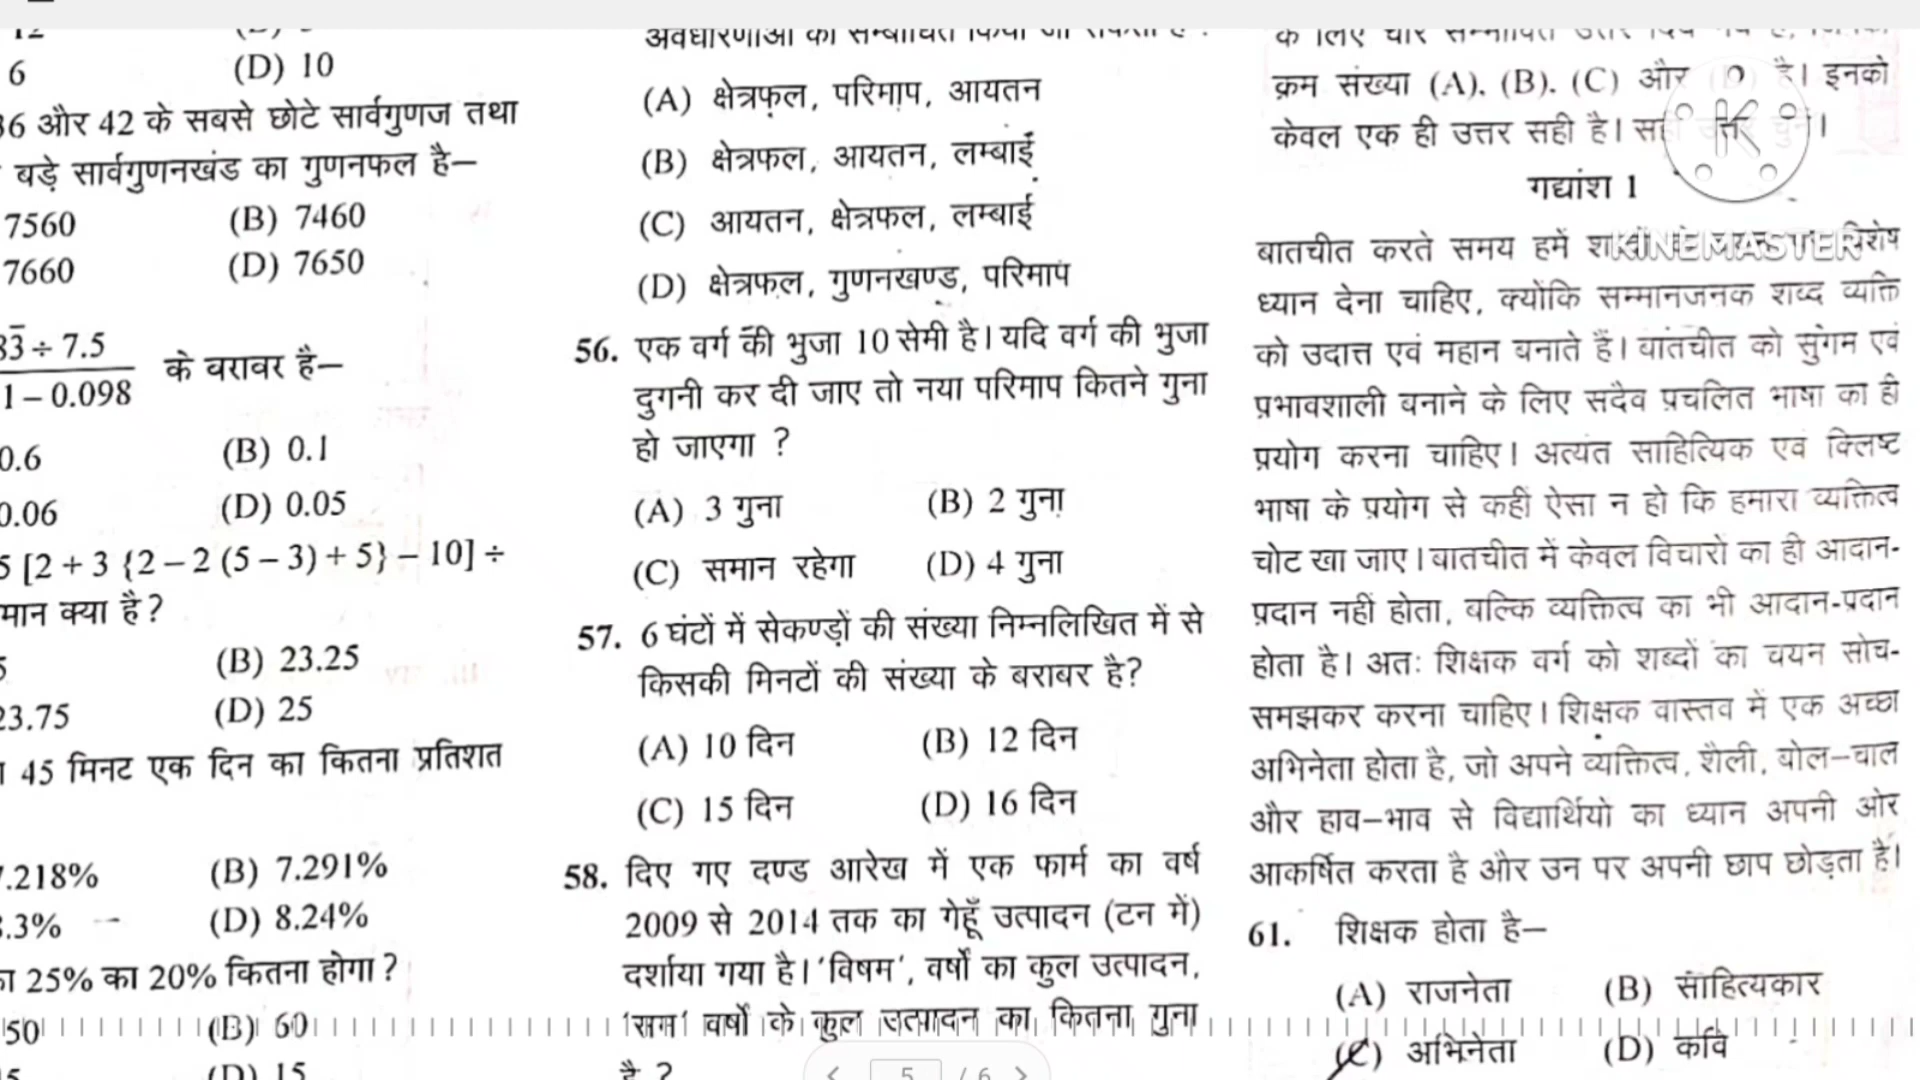 6
(D) 10
36 और 42 के सबसे छोटे सार्वगुणज तथा
बड़े सार्वगुणनखंड का गुणनफल है—
7560 (B) 7460
7660 (D) 7650
3̄ ÷ 7.5
1 – 0.098
के बराबर है—
0.6 (B) 0.1
0.06 (D) 0.05
5 [2 + 3 {2 – 2 (5 – 3) + 5} – 10] ÷
मान क्या है?
(B) 23.25
23.75 (D) 25
45 मिनट एक दिन का कितना प्रतिशत
.218% (B) 7.291%
.3% (D) 8.24%
25% का 20% कितना होगा?
50 (B) 60
(D) 15
(A) क्षेत्रफल, परिमाप, आयतन
(B) क्षेत्रफल, आयतन, लम्बाई
(C) आयतन, क्षेत्रफल, लम्बाई
(D) क्षेत्रफल, गुणनखण्ड, परिमाप
56. एक वर्ग की भुजा 10 सेमी है। यदि वर्ग की भुजा
दुगनी कर दी जाए तो नया परिमाप कितने गुना
हो जाएगा ?
(A) 3 गुना (B) 2 गुना
(C) समान रहेगा (D) 4 गुना
57. 6 घंटों में सेकण्ड़ों की संख्या निम्नलिखित में से
किसकी मिनटों की संख्या के बराबर है?
(A) 10 दिन (B) 12 दिन
(C) 15 दिन (D) 16 दिन
58. दिए गए दण्ड आरेख में एक फार्म का वर्ष
2009 से 2014 तक का गेहूँ उत्पादन (टन में)
दर्शाया गया है। 'विषम', वर्षों का कुल उत्पादन,
'सम' वर्षों के कुल उत्पादन का कितना गुना
है ?
क्रम संख्या (A). (B). (C) और (D) है। इनको
केवल एक ही उत्तर सही है।
गद्यांश 1
बातचीत करते समय हमें विशेष
ध्यान देना चाहिए, क्योंकि सम्मानजनक शब्द व्यक्ति
को उदात्त एवं महान बनाते हैं। बातचीत को सुगम एवं
प्रभावशाली बनाने के लिए सदैव प्रचलित भाषा का ही
प्रयोग करना चाहिए। अत्यंत साहित्यिक एवं क्लिष्ट
भाषा के प्रयोग से कहीं ऐसा न हो कि हमारा व्यक्तित्व
चोट खा जाए। बातचीत में केवल विचारों का ही आदान-
प्रदान नहीं होता, बल्कि व्यक्तित्व का भी आदान-प्रदान
होता है। अतः शिक्षक वर्ग को शब्दों का चयन सोच-
समझकर करना चाहिए। शिक्षक वास्तव में एक अच्छा
अभिनेता होता है, जो अपने व्यक्तित्व, शैली, बोल—चाल
और हाव—भाव से विद्यार्थियो का ध्यान अपनी ओर
आकर्षित करता है और उन पर अपनी छाप छोड़ता है।
61. शिक्षक होता है—
(A) राजनेता (B) साहित्यकार
(C) अभिनेता (D) कवि
KINEMASTER
5 / 6